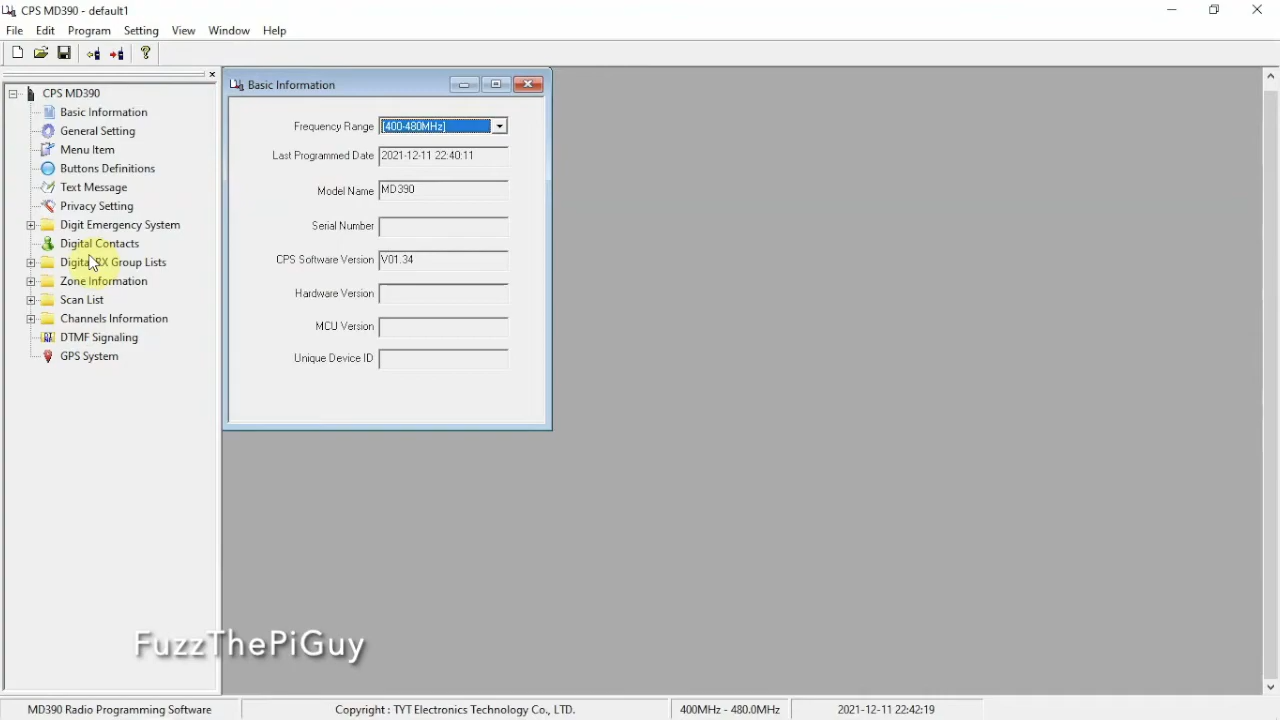 CPS MD390 - default1
File Edit Program Setting View Window Help
CPS MD390
Basic Information
General Setting
Menu Item
Buttons Definitions
Text Message
Privacy Setting
Digit Emergency System
Digital Contacts
Digital RX Group Lists
Zone Information
Scan List
Channels Information
DTMF Signaling
GPS System
Basic Information
Frequency Range [400-480MHz]
Last Programmed Date 2021-12-11 22:40:11
Model Name MD390
Serial Number
CPS Software Version V01.34
Hardware Version
MCU Version
Unique Device ID
FuzzThePiGuy
MD390 Radio Programming Software Copyright : TYT Electronics Technology Co., LTD. 400MHz - 480.0MHz 2021-12-11 22:42:19